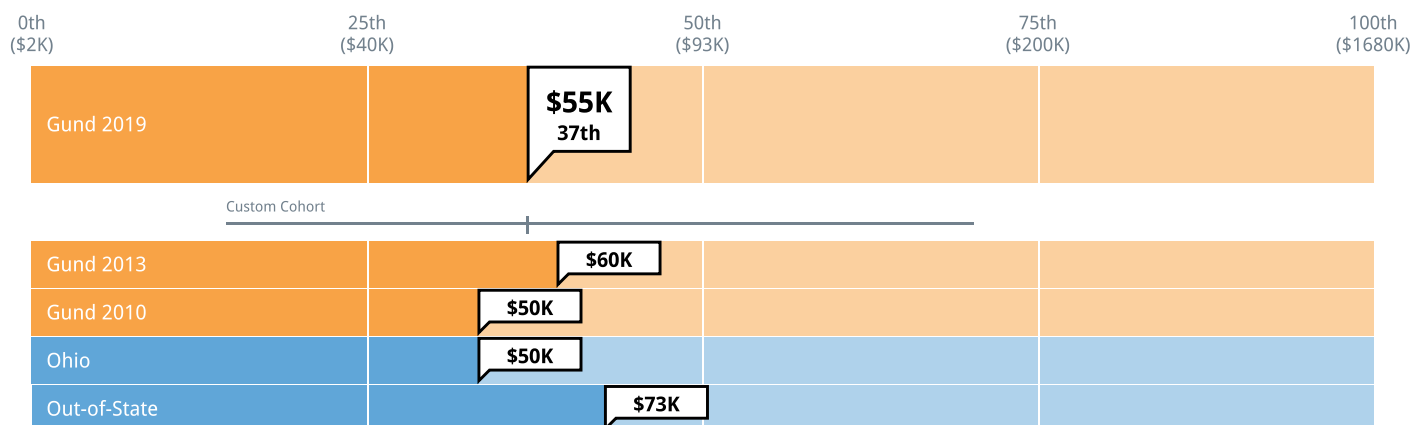 0th 25th 50th 75th 100th
($2K) ($40K) ($93K) ($200K) ($1680K)
Gund 2019
$55K
37th
Custom Cohort
Gund 2013 $60K
Gund 2010 $50K
Ohio $50K
Out-of-State $73K